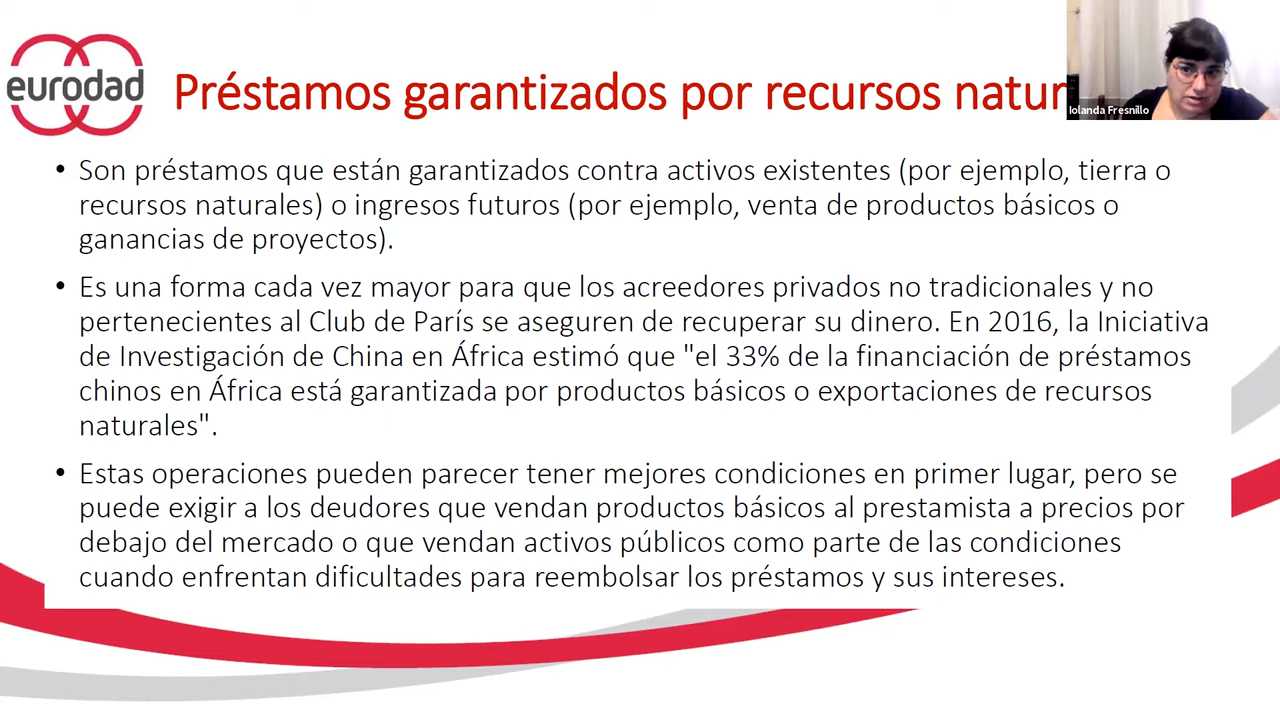 eurodad
Préstamos garantizados por recursos natur
Iolanda Fresnillo
• Son préstamos que están garantizados contra activos existentes (por ejemplo, tierra o
recursos naturales) o ingresos futuros (por ejemplo, venta de productos básicos o
ganancias de proyectos).
• Es una forma cada vez mayor para que los acreedores privados no tradicionales y no
pertenecientes al Club de París se aseguren de recuperar su dinero. En 2016, la Iniciativa
de Investigación de China en África estimó que "el 33% de la financiación de préstamos
chinos en África está garantizada por productos básicos o exportaciones de recursos
naturales".
• Estas operaciones pueden parecer tener mejores condiciones en primer lugar, pero se
puede exigir a los deudores que vendan productos básicos al prestamista a precios por
debajo del mercado o que vendan activos públicos como parte de las condiciones
cuando enfrentan dificultades para reembolsar los préstamos y sus intereses.